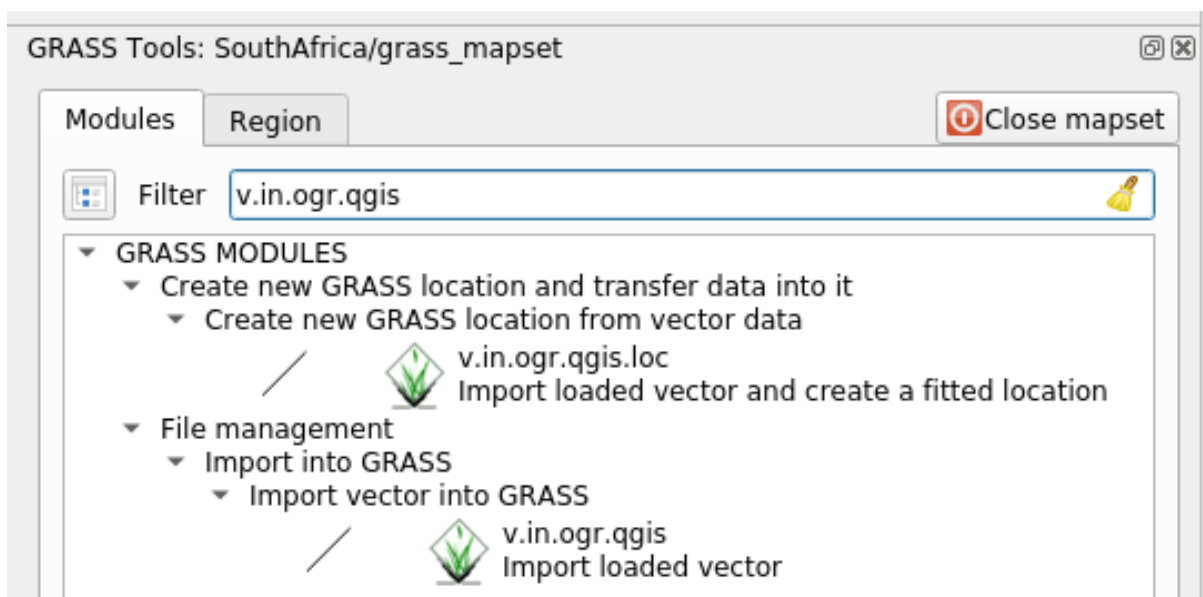 GRASS Tools: SouthAfrica/grass_mapset
Modules Region Close mapset
Filter v.in.ogr.qgis
GRASS MODULES
Create new GRASS location and transfer data into it
Create new GRASS location from vector data
v.in.ogr.qgis.loc
Import loaded vector and create a fitted location
File management
Import into GRASS
Import vector into GRASS
v.in.ogr.qgis
Import loaded vector